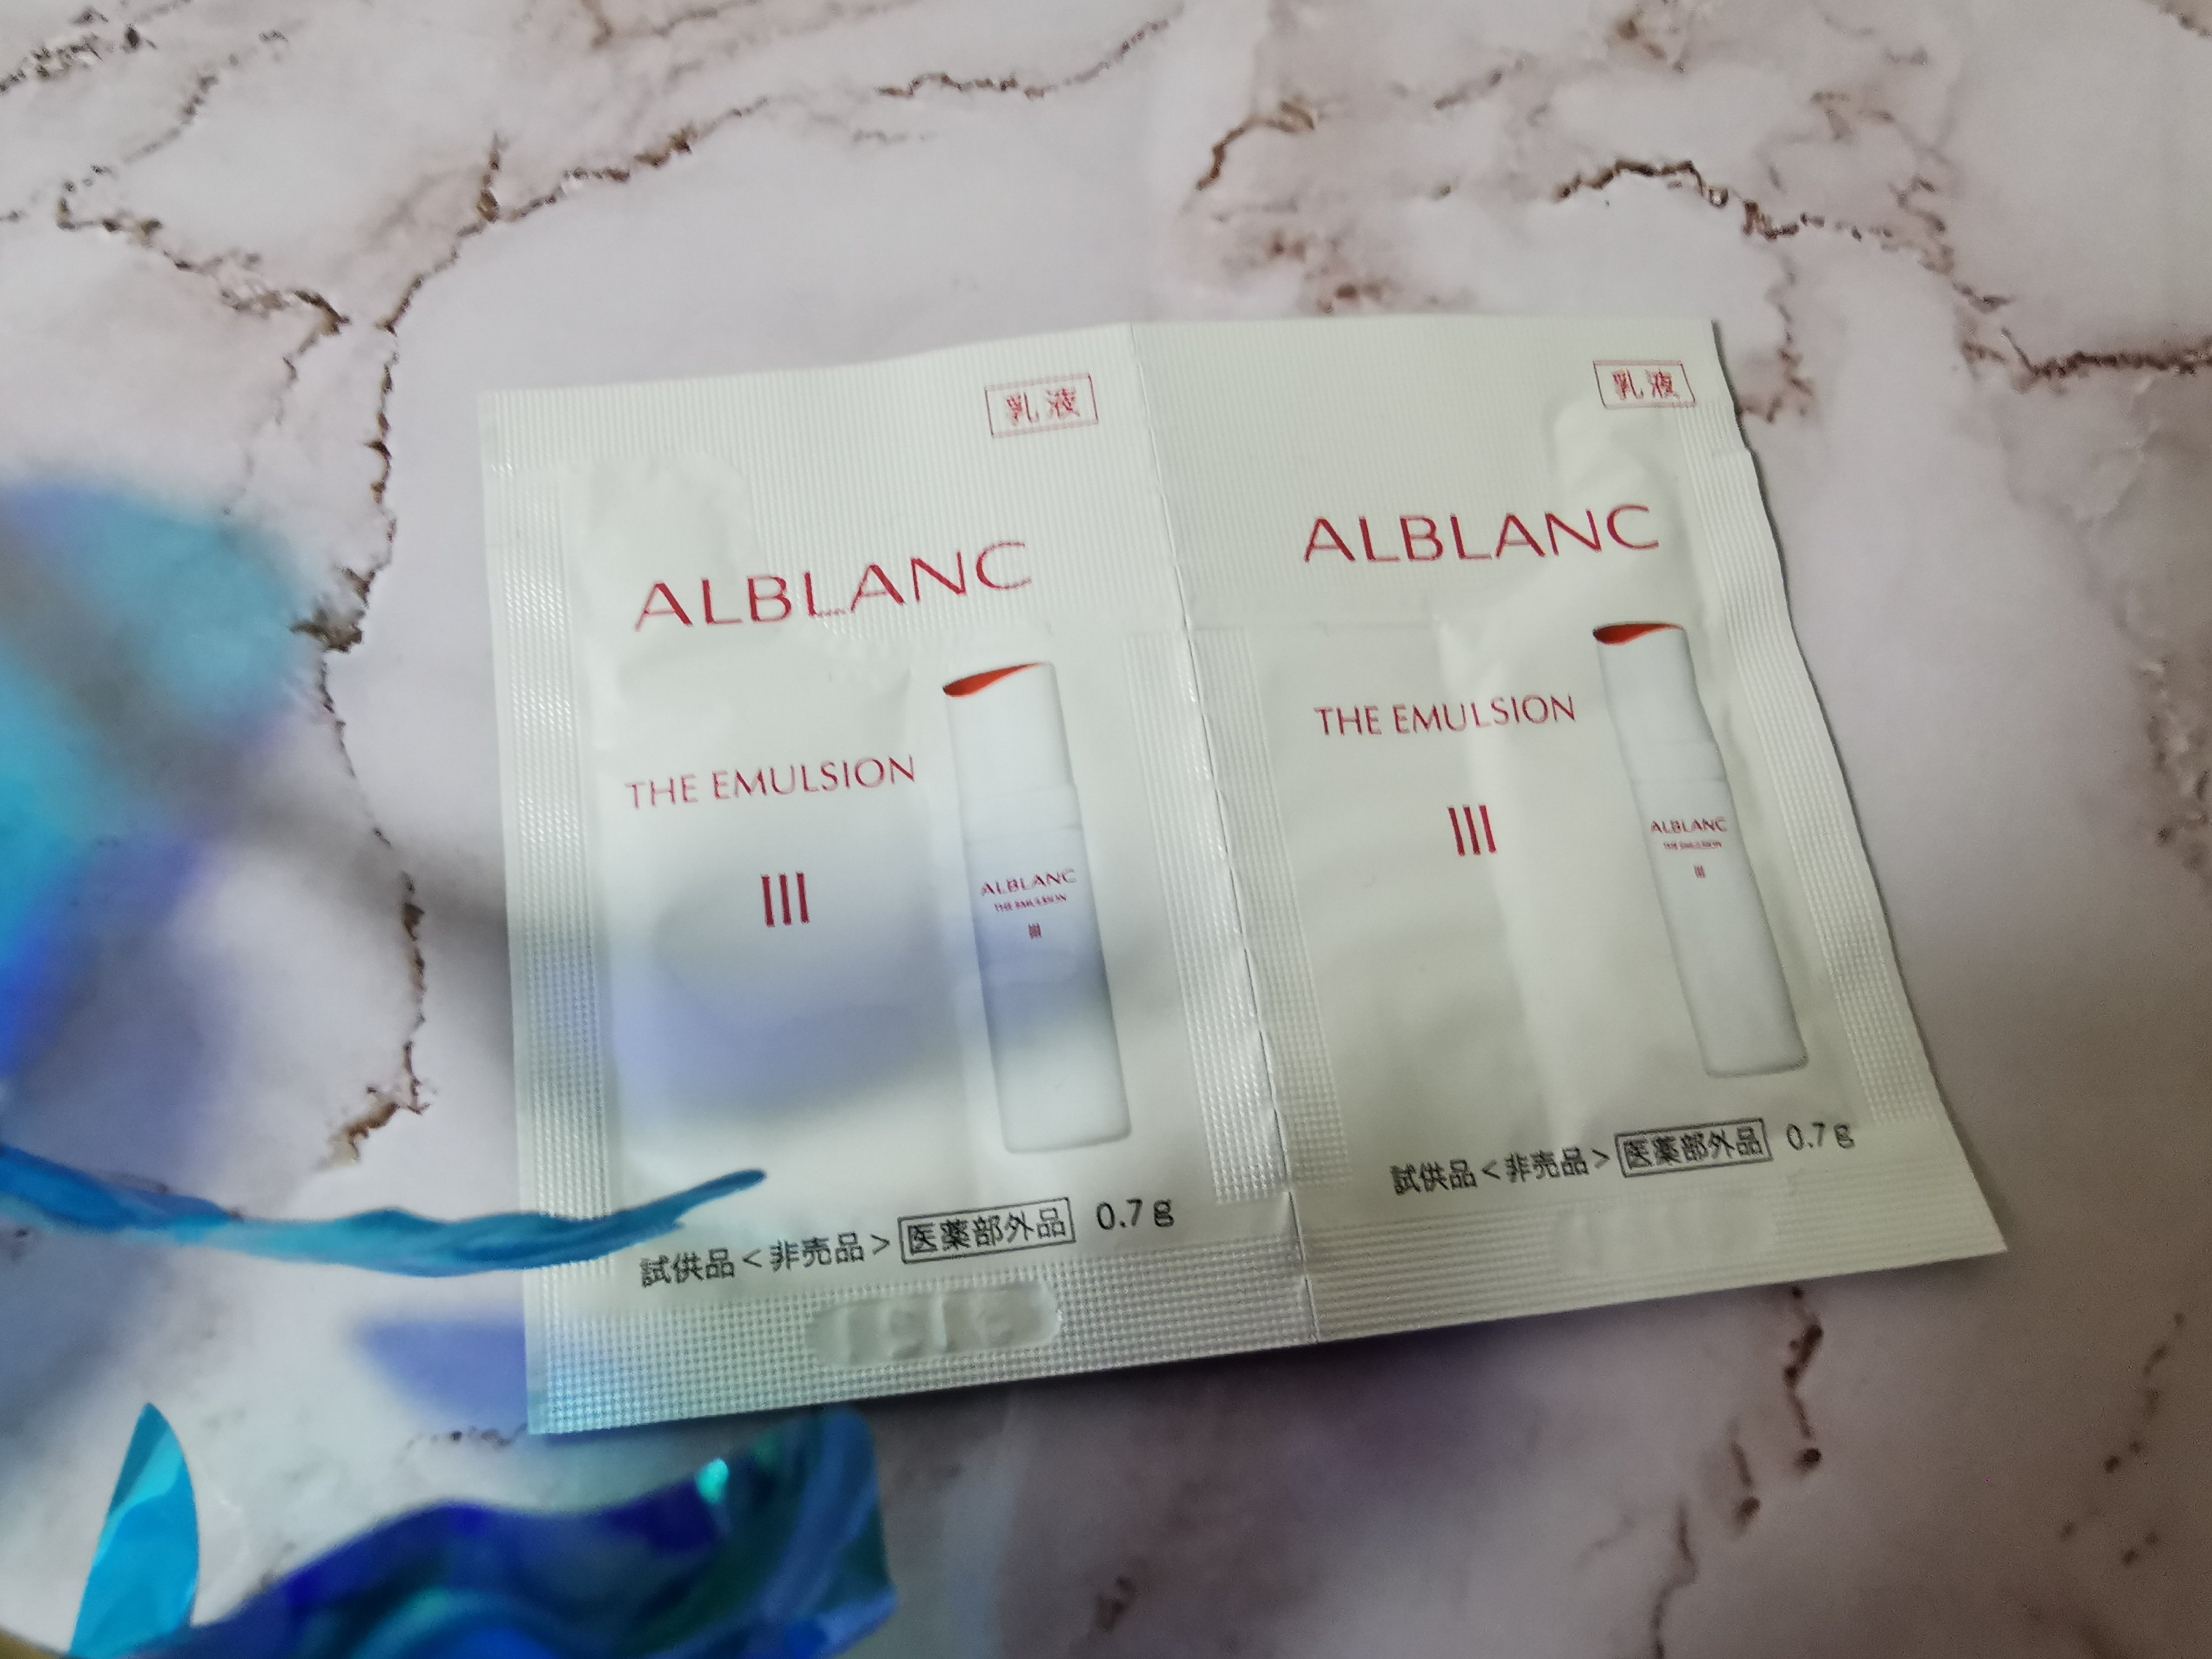 乳液
ALBLANC
THE EMULSION
III
ALBLANC
THE EMULSION
III
試供品<非売品> 医薬部外品 0.7g
乳液
ALBLANC
THE EMULSION
III
ALBLANC
THE EMULSION
III
試供品<非売品> 医薬部外品 0.7g